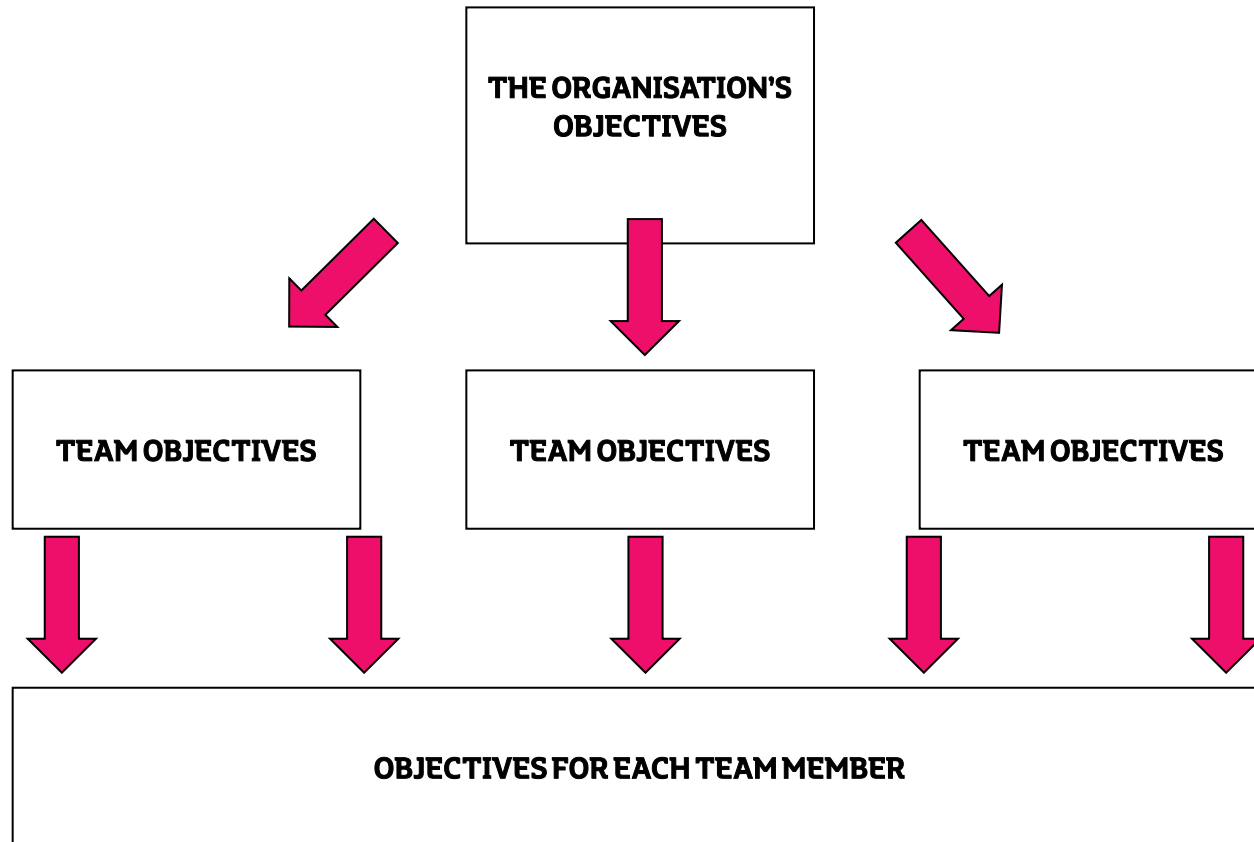 THE ORGANISATION'S
OBJECTIVES
TEAM OBJECTIVES
TEAM OBJECTIVES
TEAM OBJECTIVES
OBJECTIVES FOR EACH TEAM MEMBER